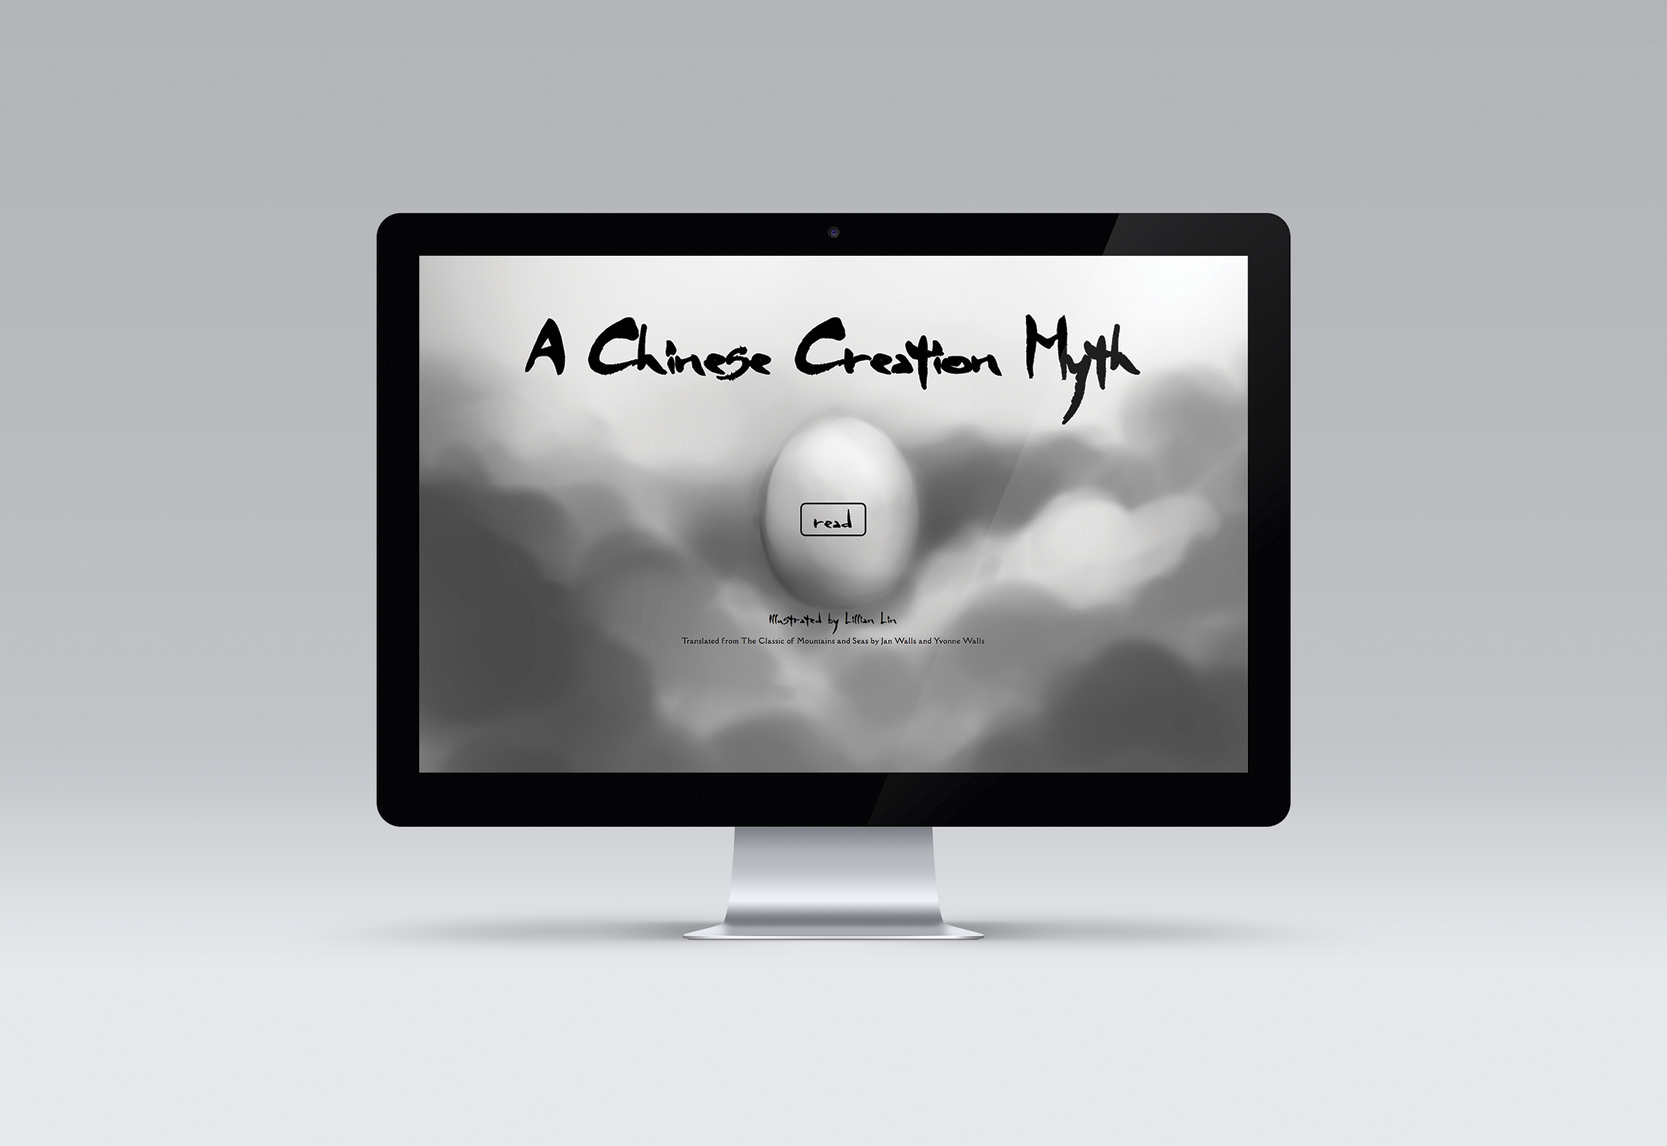 A Chinese Creation Myth
read
Illustrated by Lillian Lin
Translated from The Classic of Mountains and Seas by Jan Walls and Yvonne Walls